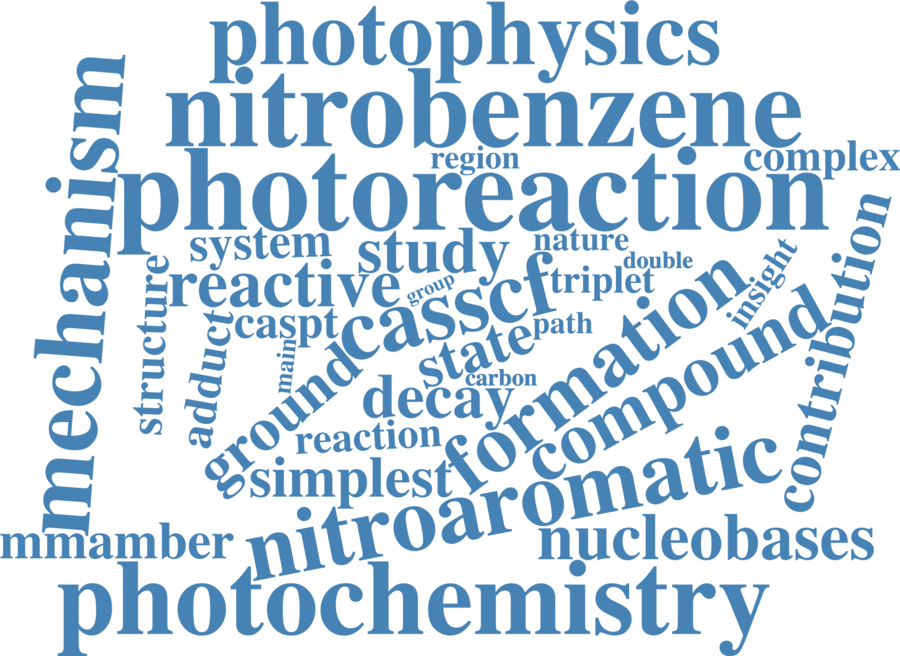 photophysics
nitrobenzene
mechanism
region
complex
photoreaction
system
study
nature
double
contribution
structure
reactive
group
casscf
triplet
insight
adduct
caspt
main
state
path
formation
compound
ground
carbon
decay
reaction
simplest
nitroaromatic
mmamber
nucleobases
photochemistry